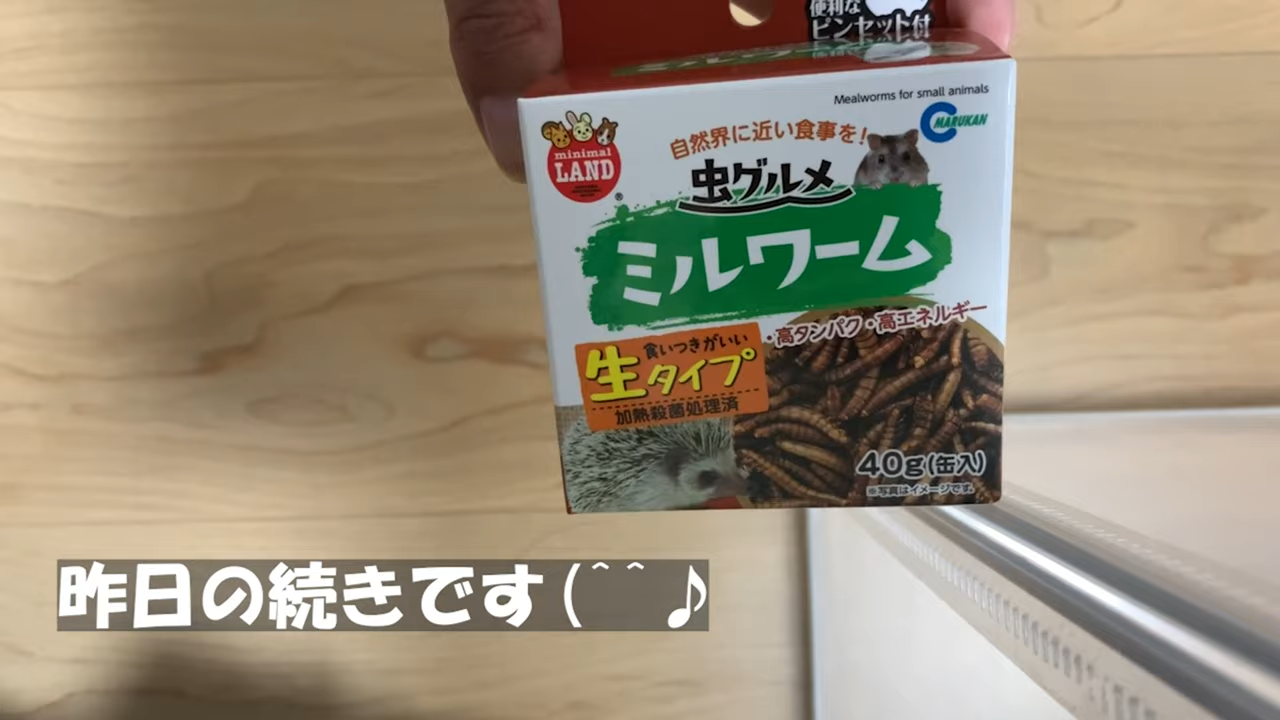 便利な
ピンセット付
Mealworms for small animals
MARUKAN
minimal
LAND
®
自然界に近い食事を!
虫グルメ
ミルワーム
・高タンパク ・高エネルギー
食いつきがいい
生タイプ
加熱殺菌処理済
40g(缶入)
※写真はイメージです。
昨日の続きです(^ ^ ♪